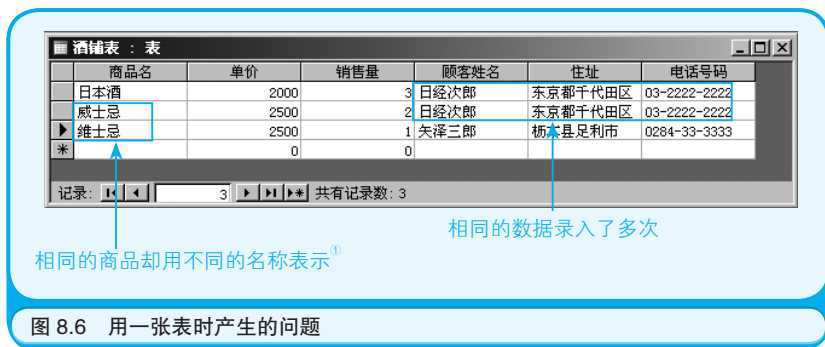 酒铺表 : 表
商品名 单价 销售量 顾客姓名 住址 电话号码
日本酒 2000 3 日经次郎 东京都千代田区 03-2222-2222
威士忌 2500 2 日经次郎 东京都千代田区 03-2222-2222
维士忌 2500 1 矢泽三郎 枥木县足利市 0284-33-3333
0 0
记录: 3 共有记录数: 3
相同的数据录入了多次
相同的商品却用不同的名称表示①
图 8.6 用一张表时产生的问题